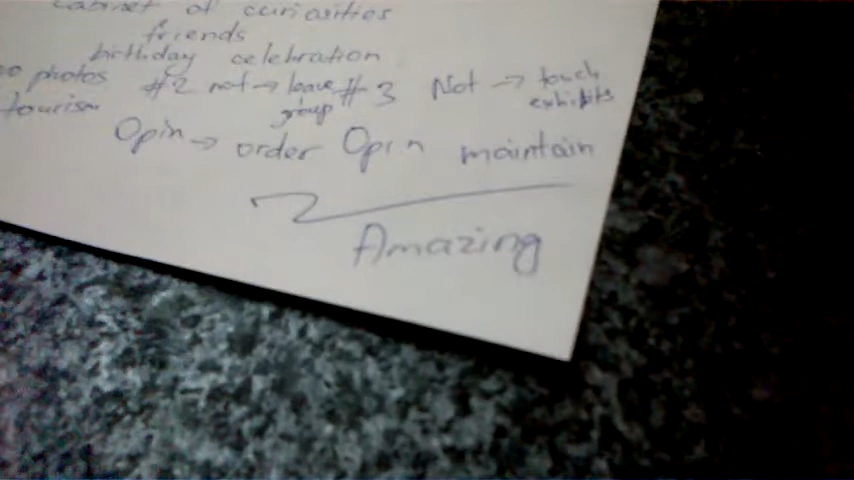 cabinet of curiosities
friends
birthday celebration
no photos #2 not → leave #3 Not → touch
tourism group exhibits
Opin → order Opin maintain
Amazing